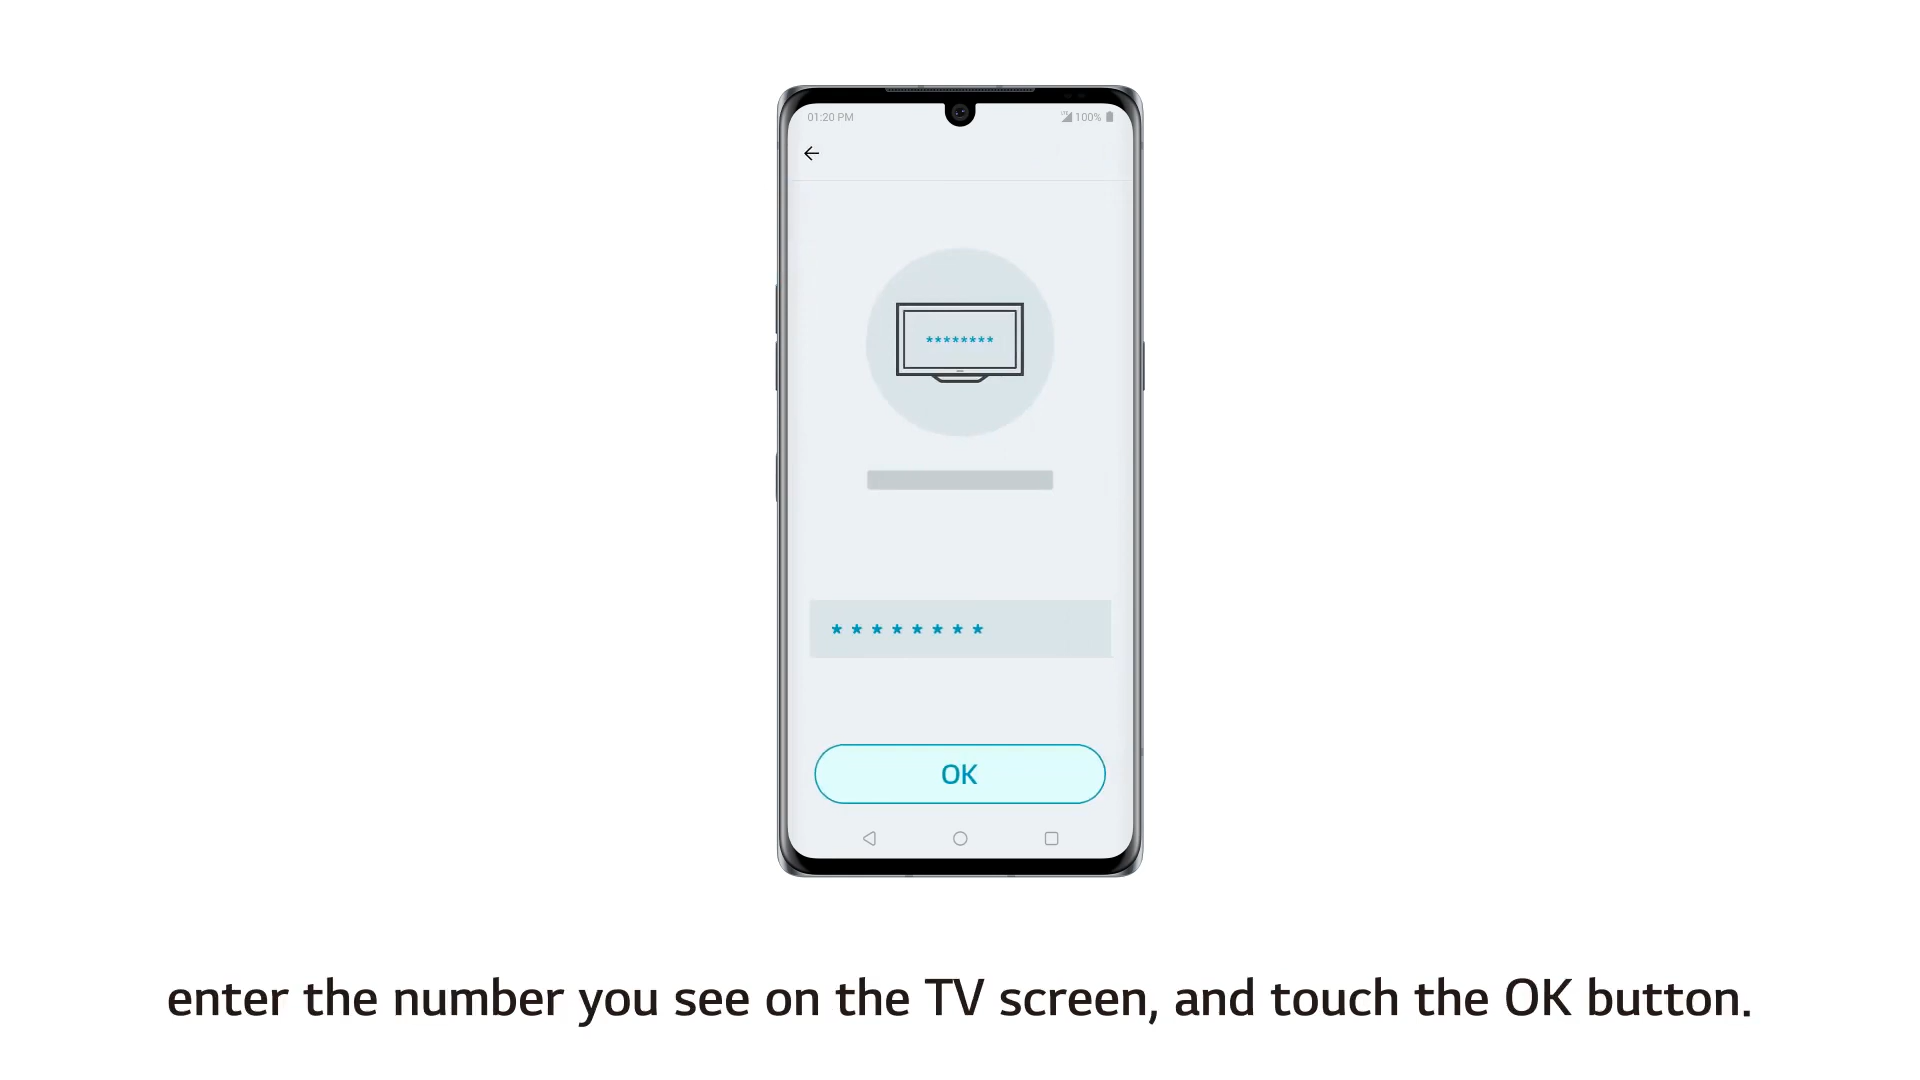 01:20 PM 100%
********
* * * * * * * *
OK
enter the number you see on the TV screen, and touch the OK button.